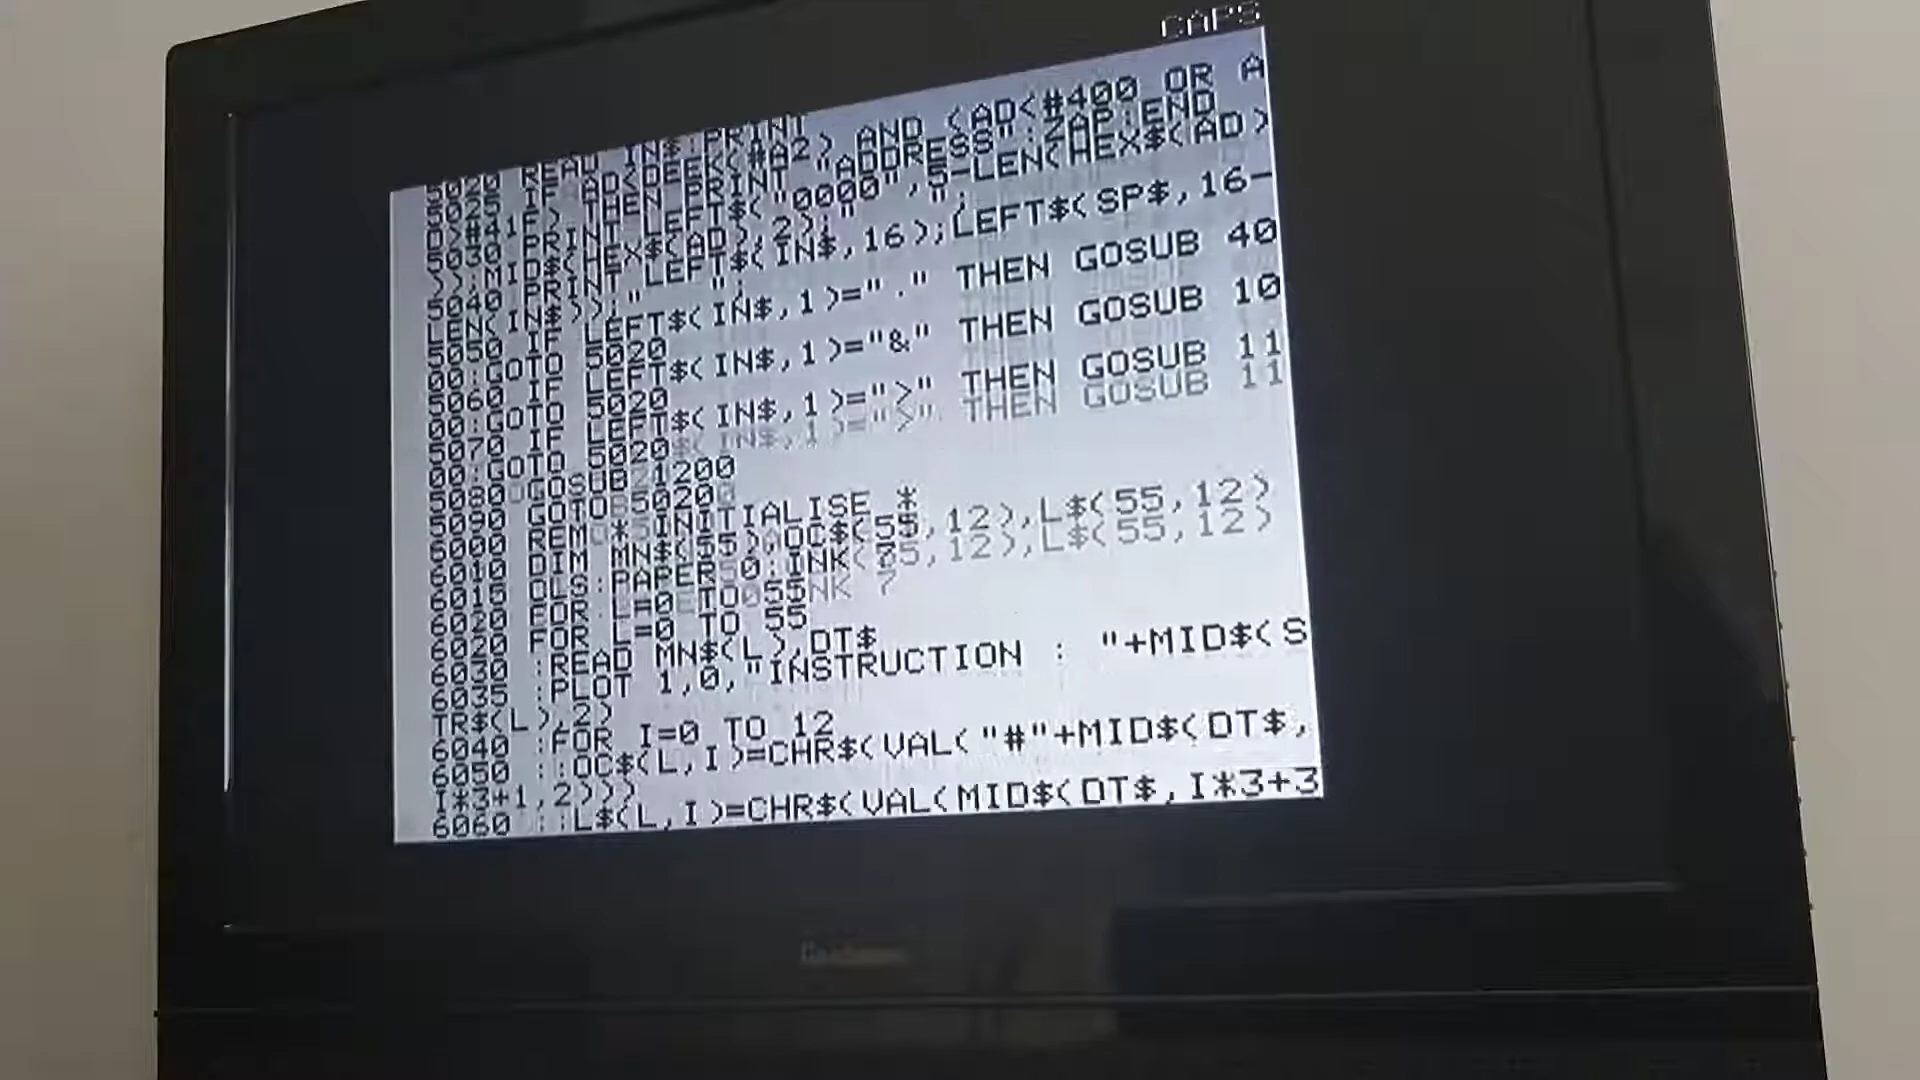 CAPS
5020 READ IN$:PRINT
5025 IF AD<DEEK(#A2) AND (AD<#400 OR A
D>#41F) THEN PRINT "ADDRESS":ZAP:END
5030 PRINT LEFT$("0000",5-LEN(HEX$(AD)
));MID$(HEX$(AD),2);"  ";
5040 PRINT LEFT$(IN$,16);LEFT$(SP$,16-
LEN(IN$));"   ";
5050 IF LEFT$(IN$,1)="." THEN GOSUB 40
00:GOTO 5020
5060 IF LEFT$(IN$,1)="&" THEN GOSUB 10
00:GOTO 5020
5070 IF LEFT$(IN$,1)=">" THEN GOSUB 11
00:GOTO 5020
5080 GOSUB 1200
5090 GOTO 5020
6000 REM * INITIALISE *
6010 DIM MN$(55),OC$(55,12),L$(55,12)
6015 CLS:PAPER 0:INK 7
6020 FOR L=0 TO 55
6020 FOR L=0 TO 55
6030 :READ MN$(L),DT$
6035 :PLOT 1,0,"INSTRUCTION : "+MID$(S
TR$(L),2)
6040 :FOR I=0 TO 12
6050 ::OC$(L,I)=CHR$(VAL("#"+MID$(DT$,
I*3+1,2)))
6060 ::L$(L,I)=CHR$(VAL(MID$(DT$,I*3+3